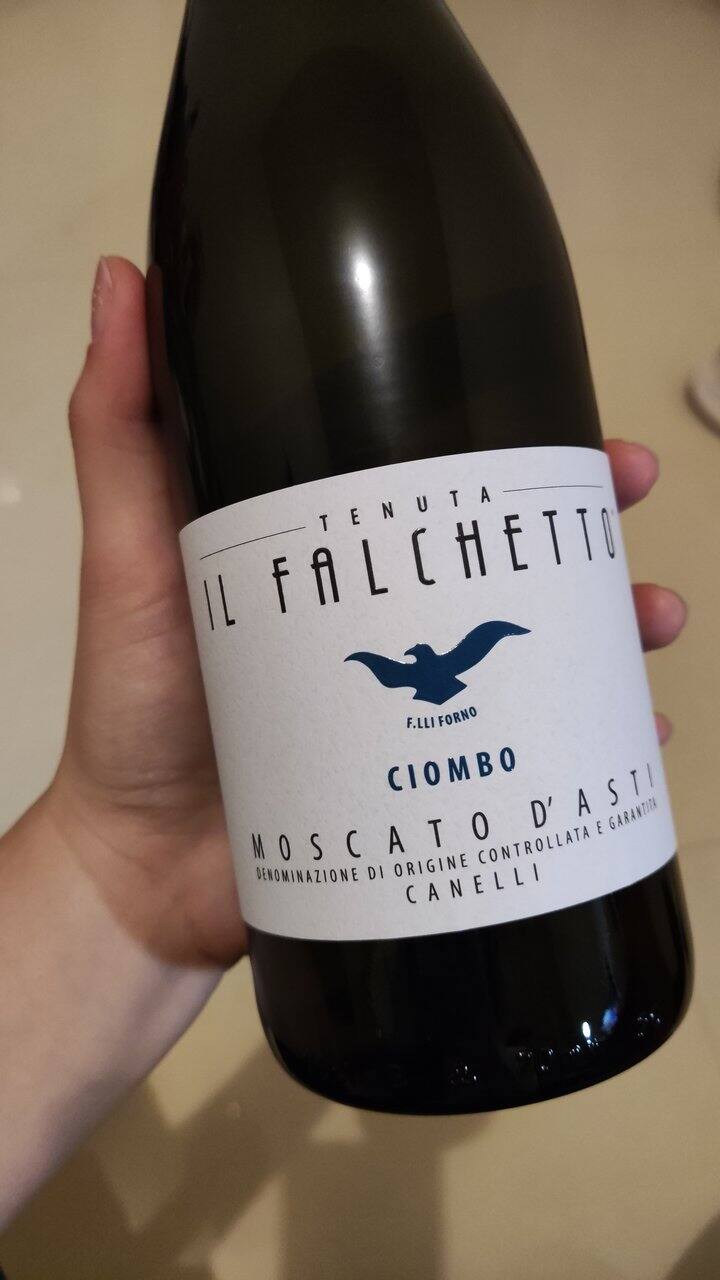 TENUTA
IL FALCHETTO
F.LLI FORNO
CIOMBO
MOSCATO D'ASTI
DENOMINAZIONE DI ORIGINE CONTROLLATA E GARANTITA
CANELLI